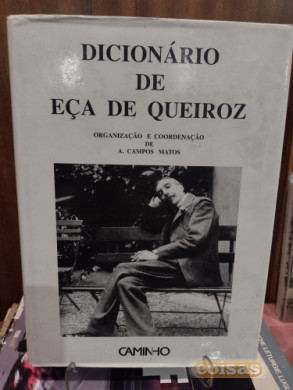 DICIONÁRIO
DE
EÇA DE QUEIROZ
ORGANIZAÇÃO E COORDENAÇÃO
DE
A. CAMPOS MATOS
CAMINHO
coisas